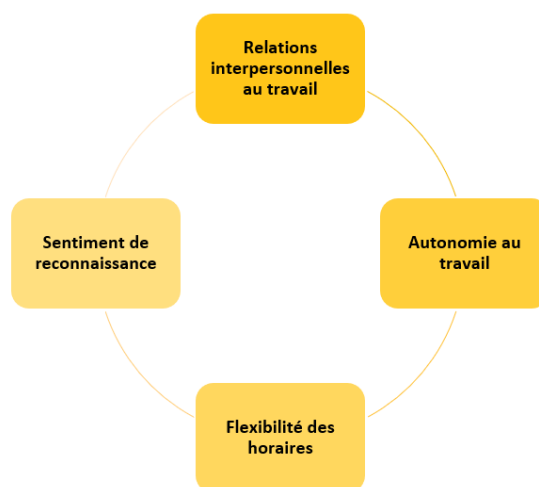 Relations
interpersonnelles
au travail
Sentiment de
reconnaissance
Autonomie au
travail
Flexibilité des
horaires